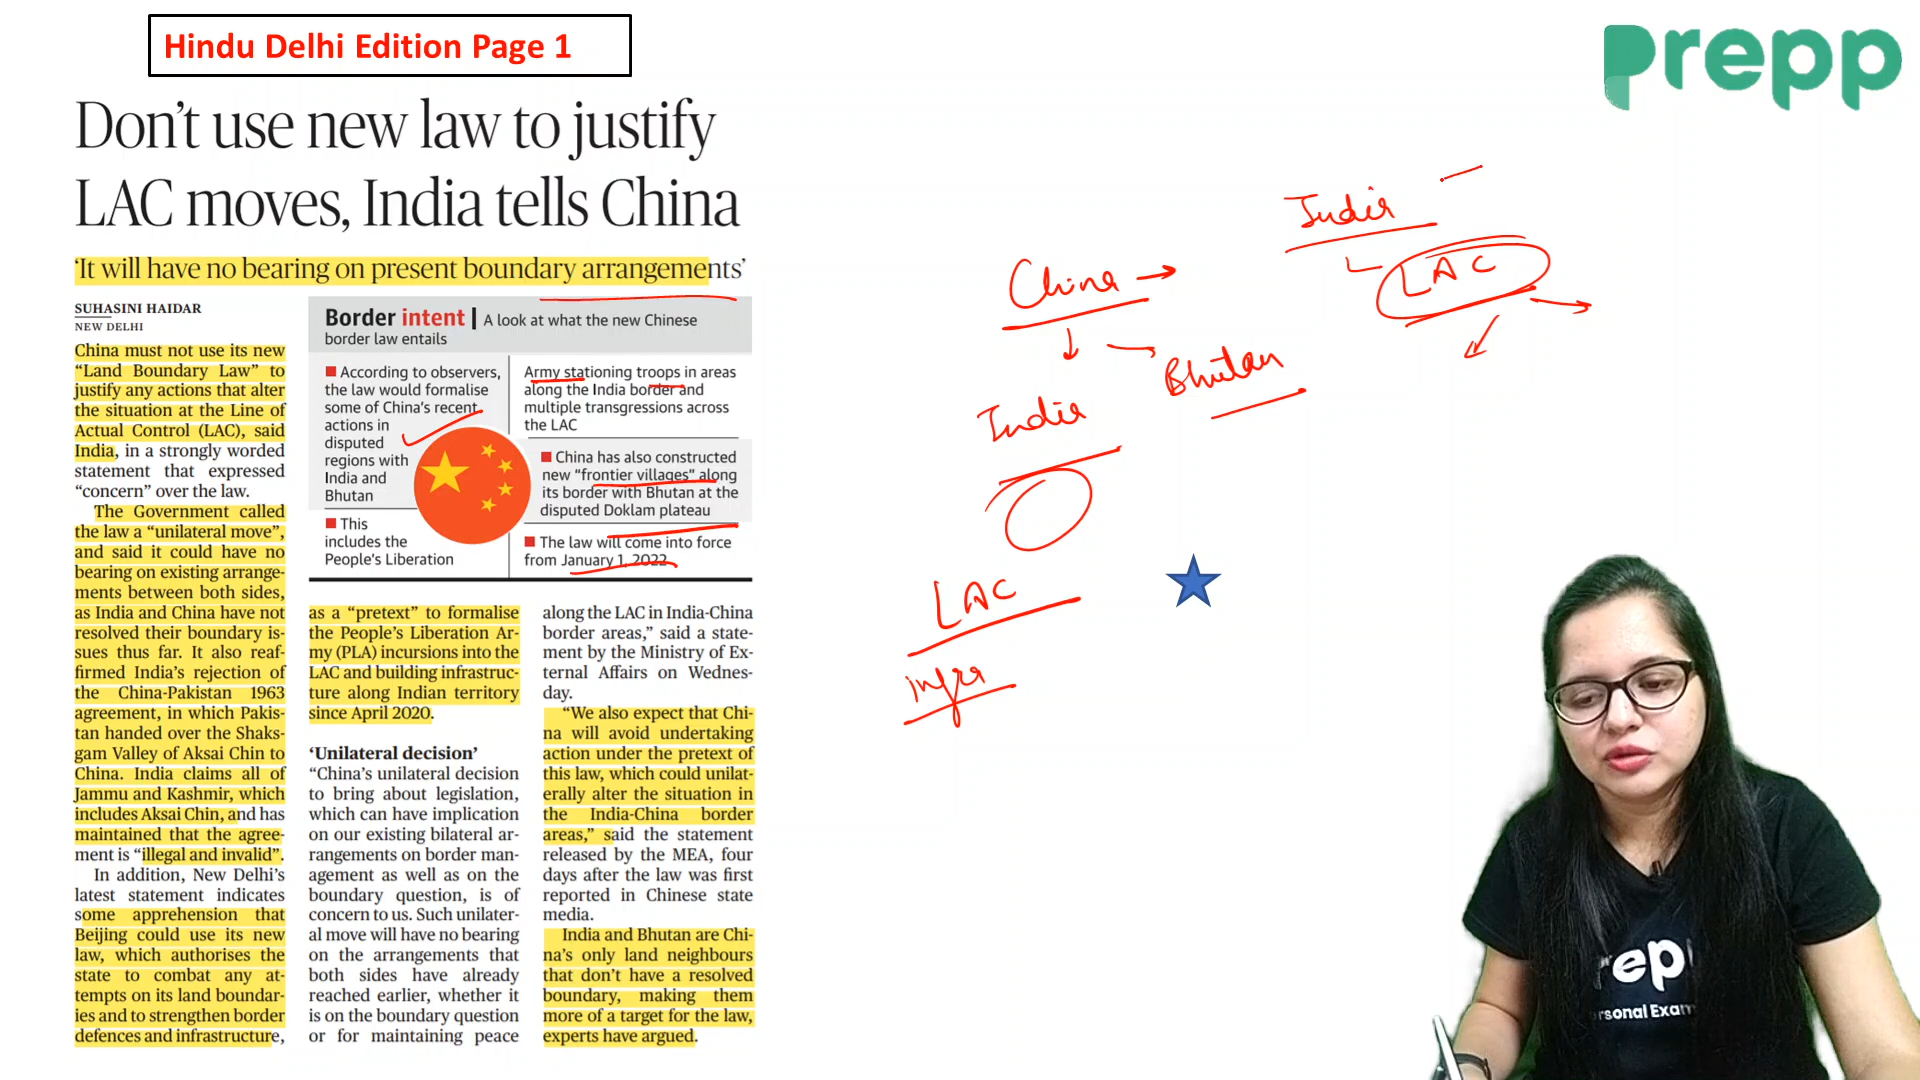 Hindu Delhi Edition Page 1
prepp
Don't use new law to justify
LAC moves, India tells China
'It will have no bearing on present boundary arrangements'
SUHASINI HAIDAR
NEW DELHI
China must not use its new
"Land Boundary Law" to
justify any actions that alter
the situation at the Line of
Actual Control (LAC), said
India, in a strongly worded
statement that expressed
"concern" over the law.
The Government called
the law a "unilateral move",
and said it could have no
bearing on existing arrange-
ments between both sides,
as India and China have not
resolved their boundary is-
sues thus far. It also reaf-
firmed India's rejection of
the China-Pakistan 1963
agreement, in which Pakis-
tan handed over the Shaks-
gam Valley of Aksai Chin to
China. India claims all of
Jammu and Kashmir, which
includes Aksai Chin, and has
maintained that the agree-
ment is "illegal and invalid".
In addition, New Delhi's
latest statement indicates
some apprehension that
Beijing could use its new
law, which authorises the
state to combat any at-
tempts on its land boundar-
ies and to strengthen border
defences and infrastructure,
Border intent | A look at what the new Chinese
border law entails
According to observers,
the law would formalise
some of China's recent
actions in
disputed
regions with
India and
Bhutan
This
includes the
People's Liberation
Army stationing troops in areas
along the India border and
multiple transgressions across
the LAC
China has also constructed
new "frontier villages" along
its border with Bhutan at the
disputed Doklam plateau
The law will come into force
from January 1, 2022
as a "pretext" to formalise
the People's Liberation Ar-
my (PLA) incursions into the
LAC and building infrastruc-
ture along Indian territory
since April 2020.
'Unilateral decision'
"China's unilateral decision
to bring about legislation,
which can have implication
on our existing bilateral ar-
rangements on border man-
agement as well as on the
boundary question, is of
concern to us. Such unilater-
al move will have no bearing
on the arrangements that
both sides have already
reached earlier, whether it
is on the boundary question
or for maintaining peace
along the LAC in India-China
border areas," said a state-
ment by the Ministry of Ex-
ternal Affairs on Wednes-
day.
"We also expect that Chi-
na will avoid undertaking
action under the pretext of
this law, which could unilat-
erally alter the situation in
the India-China border
areas," said the statement
released by the MEA, four
days after the law was first
reported in Chinese state
media.
India and Bhutan are Chi-
na's only land neighbours
that don't have a resolved
boundary, making them
more of a target for the law,
experts have argued.
India
LAC
China
Bhutan
India
LAC
infra
rep
rsonal Exam